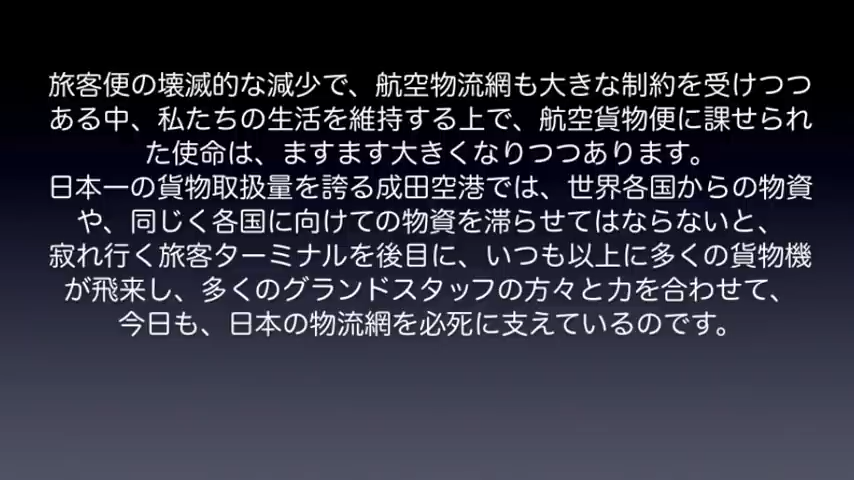 旅客便の壊滅的な減少で、航空物流網も大きな制約を受けつつ
ある中、私たちの生活を維持する上で、航空貨物便に課せられ
た使命は、ますます大きくなりつつあります。
日本一の貨物取扱量を誇る成田空港では、世界各国からの物資
や、同じく各国に向けての物資を滞らせてはならないと、
寂れ行く旅客ターミナルを後目に、いつも以上に多くの貨物機
が飛来し、多くのグランドスタッフの方々と力を合わせて、
今日も、日本の物流網を必死に支えているのです。